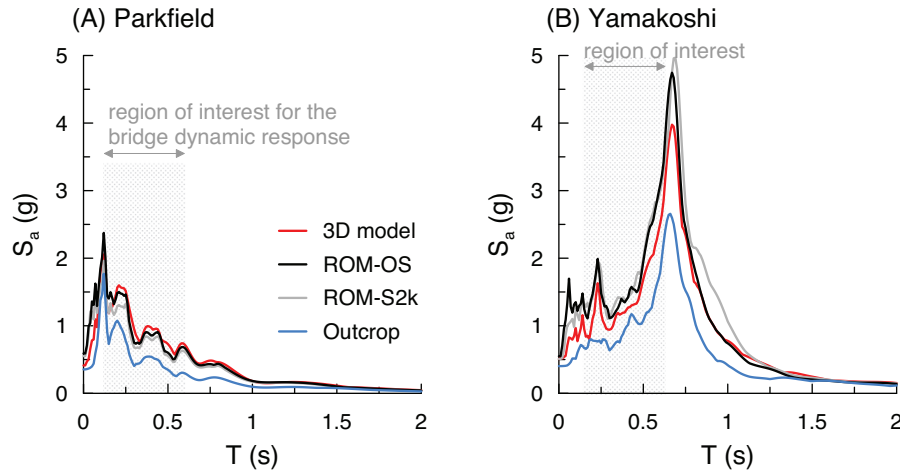 (A) Parkfield
(B) Yamakoshi
region of interest for the
bridge dynamic response
3D model
ROM-OS
ROM-S2k
Outcrop
5
4
3
2
1
0
Sa (g)
0
0.5
1
1.5
2
T (s)
region of interest
5
4
3
2
1
0
Sa (g)
0
0.5
1
1.5
2
T (s)